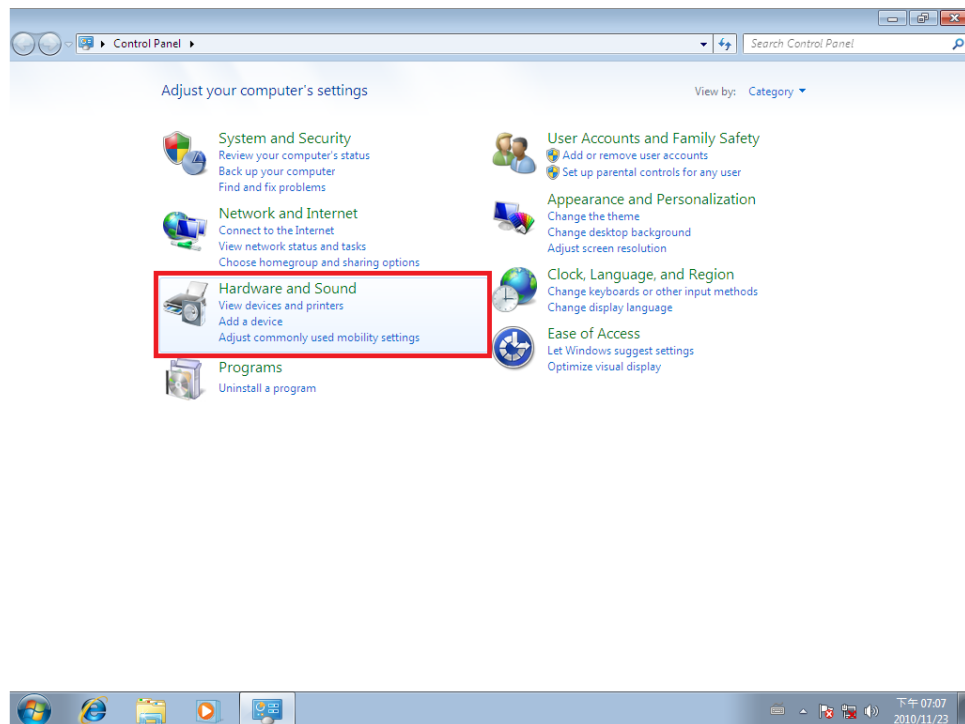 Control Panel
Search Control Panel
Adjust your computer's settings
View by: Category
System and Security
Review your computer's status
Back up your computer
Find and fix problems
Network and Internet
Connect to the Internet
View network status and tasks
Choose homegroup and sharing options
Hardware and Sound
View devices and printers
Add a device
Adjust commonly used mobility settings
Programs
Uninstall a program
User Accounts and Family Safety
Add or remove user accounts
Set up parental controls for any user
Appearance and Personalization
Change the theme
Change desktop background
Adjust screen resolution
Clock, Language, and Region
Change keyboards or other input methods
Change display language
Ease of Access
Let Windows suggest settings
Optimize visual display
下午 07:07
2010/11/23